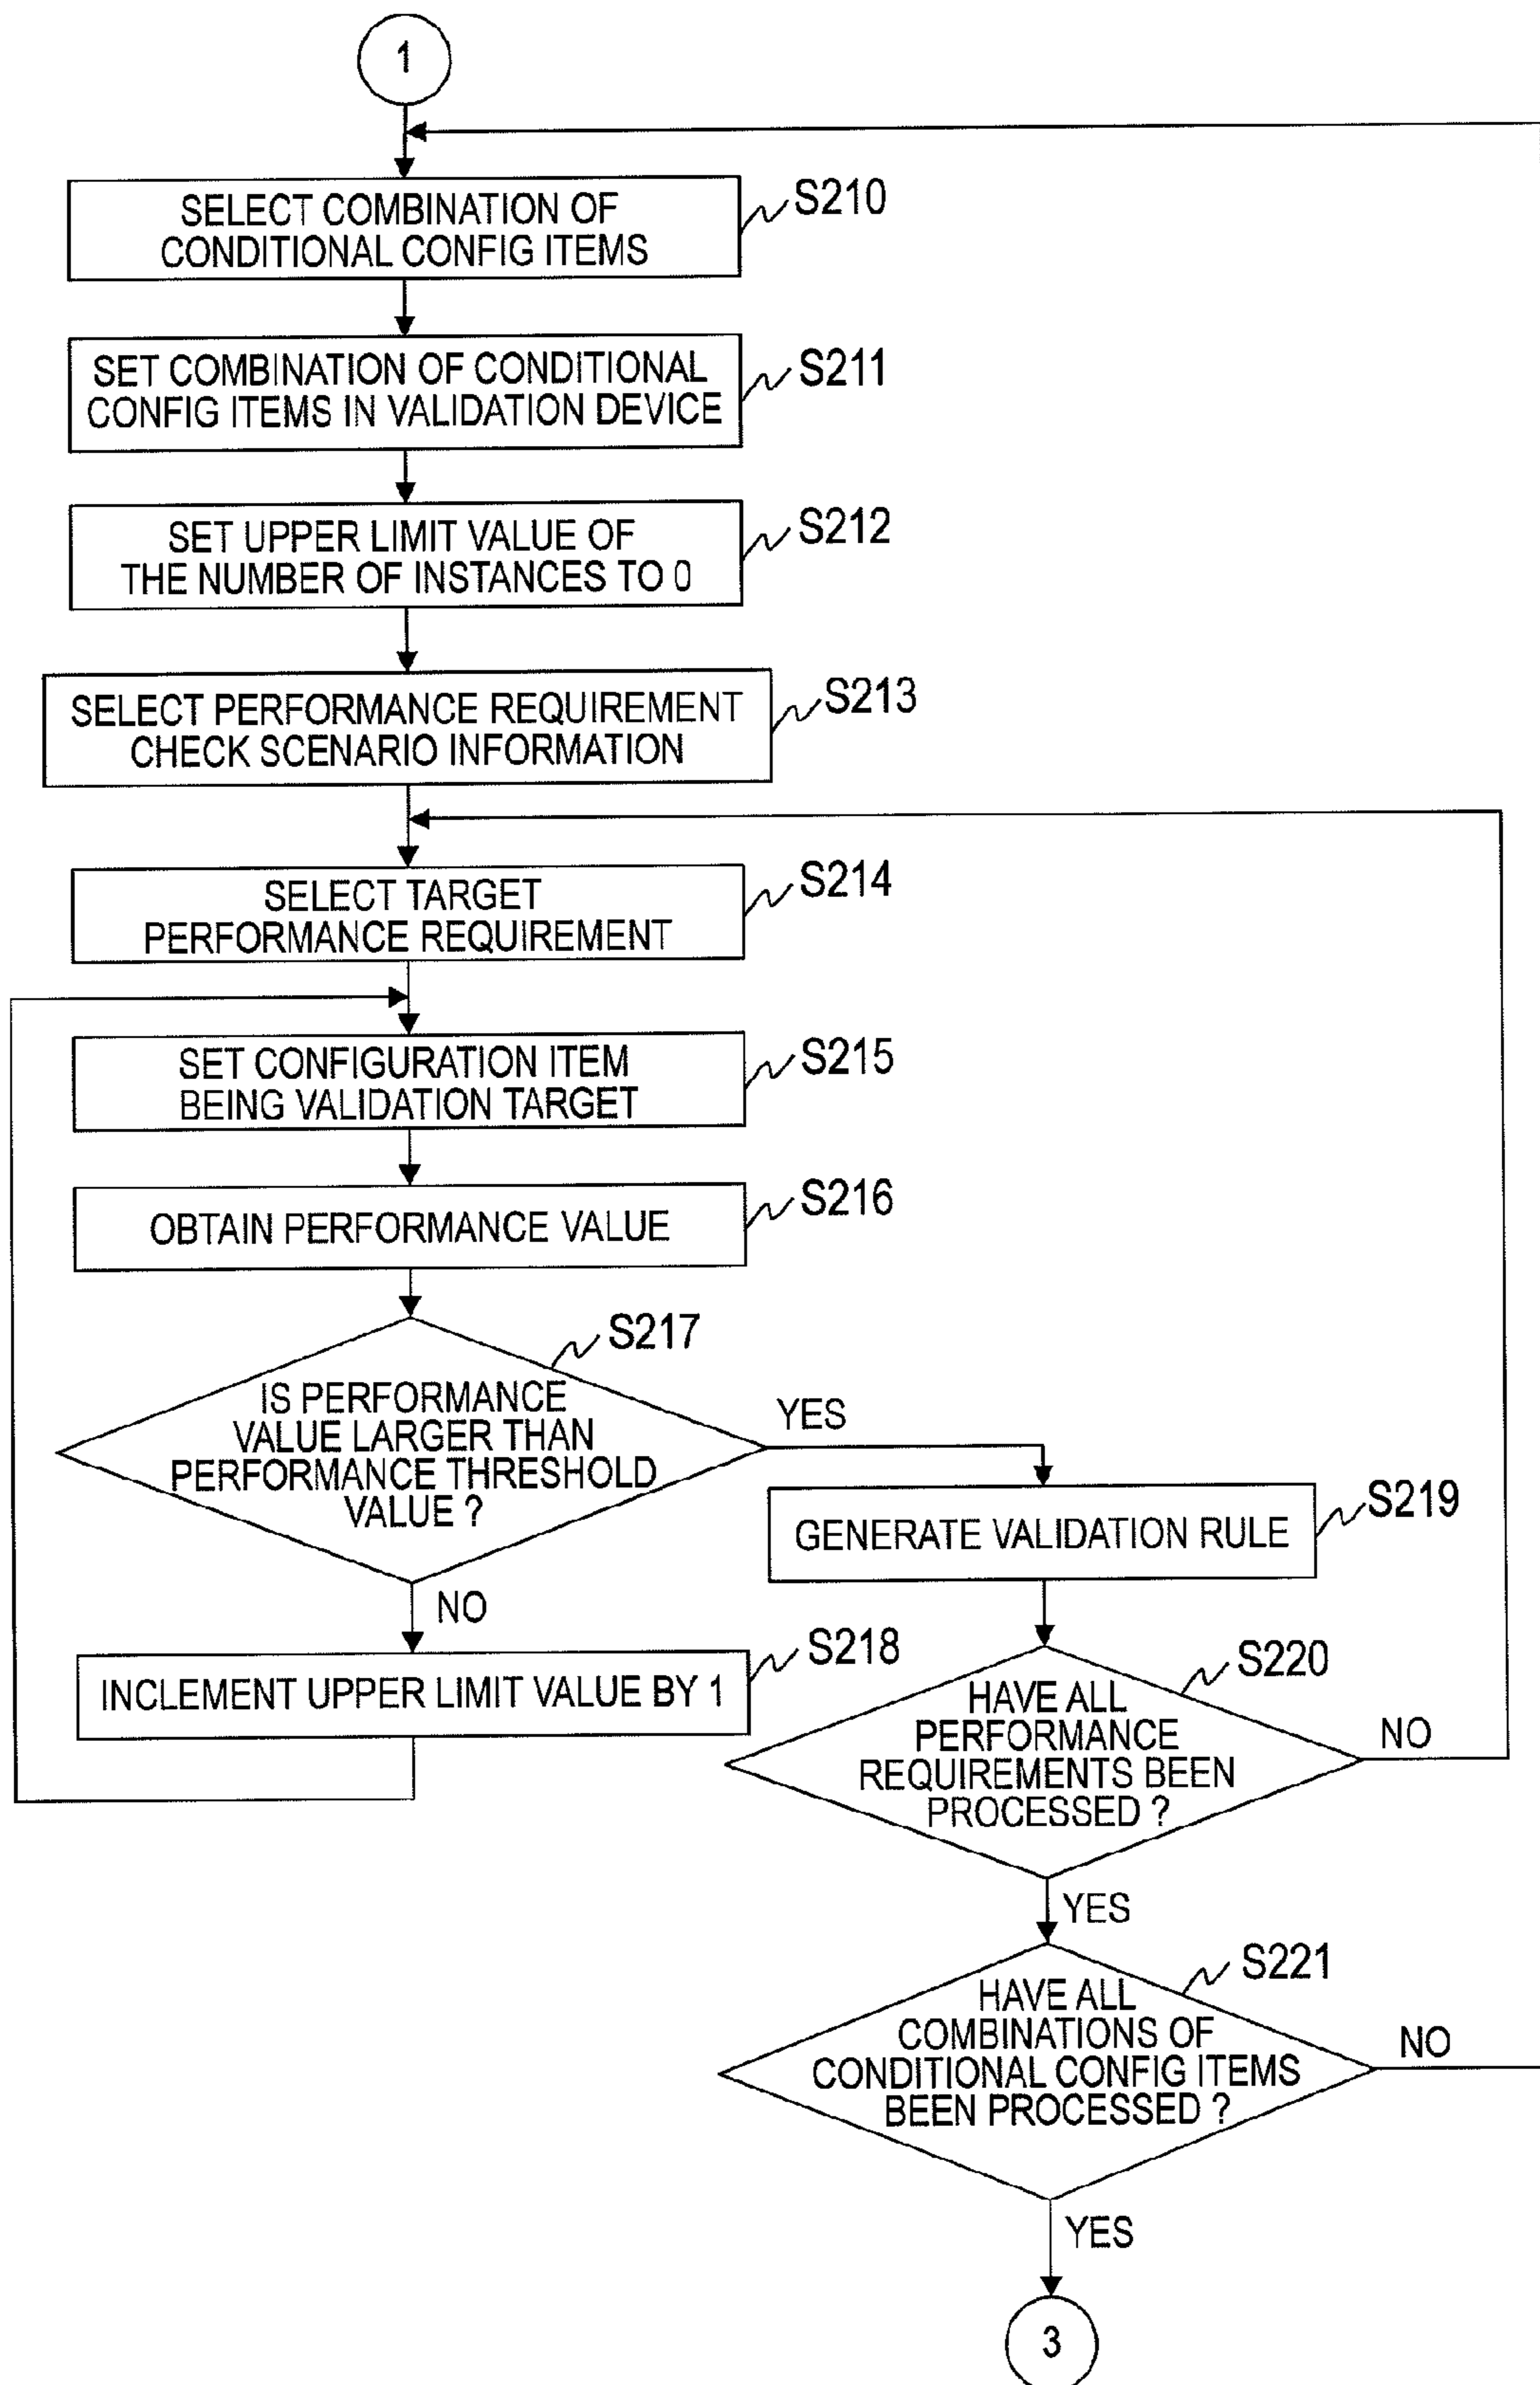 1
SELECT COMBINATION OF
CONDITIONAL CONFIG ITEMS
S210
SET COMBINATION OF CONDITIONAL
CONFIG ITEMS IN VALIDATION DEVICE
S211
SET UPPER LIMIT VALUE OF
THE NUMBER OF INSTANCES TO 0
S212
SELECT PERFORMANCE REQUIREMENT
CHECK SCENARIO INFORMATION
S213
SELECT TARGET
PERFORMANCE REQUIREMENT
S214
SET CONFIGURATION ITEM
BEING VALIDATION TARGET
S215
OBTAIN PERFORMANCE VALUE
S216
IS PERFORMANCE
VALUE LARGER THAN
PERFORMANCE THRESHOLD
VALUE ?
S217
YES
NO
INCLEMENT UPPER LIMIT VALUE BY 1
S218
GENERATE VALIDATION RULE
S219
HAVE ALL
PERFORMANCE
REQUIREMENTS BEEN
PROCESSED ?
S220
NO
YES
HAVE ALL
COMBINATIONS OF
CONDITIONAL CONFIG ITEMS
BEEN PROCESSED ?
S221
NO
YES
3